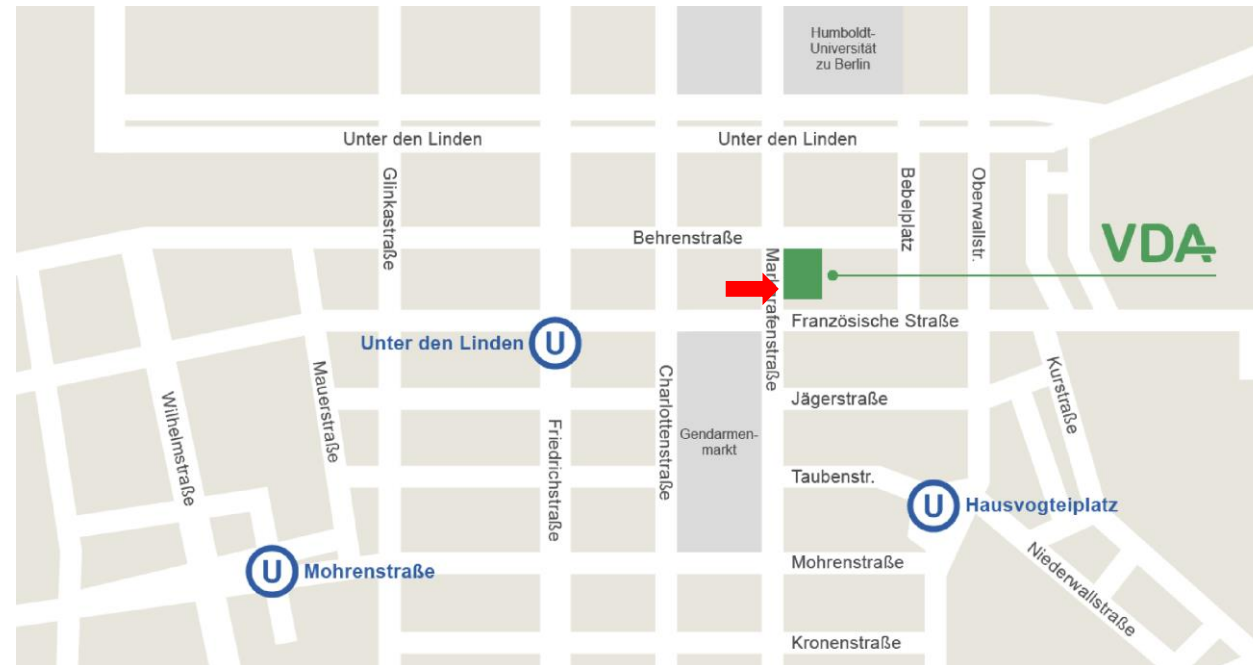 Humboldt-
Universität
zu Berlin
Unter den Linden
Unter den Linden
Glinkastraße
Bebelplatz
Oberwallstr.
Behrenstraße
VDA
Markgrafenstraße
Französische Straße
U Unter den Linden
Mauerstraße
Wilhelmstraße
Charlottenstraße
Kurstraße
Jägerstraße
Friedrichstraße
Gendarmen-
markt
Taubenstr.
U Hausvogteiplatz
Mohrenstraße
Niederwallstraße
U Mohrenstraße
Kronenstraße